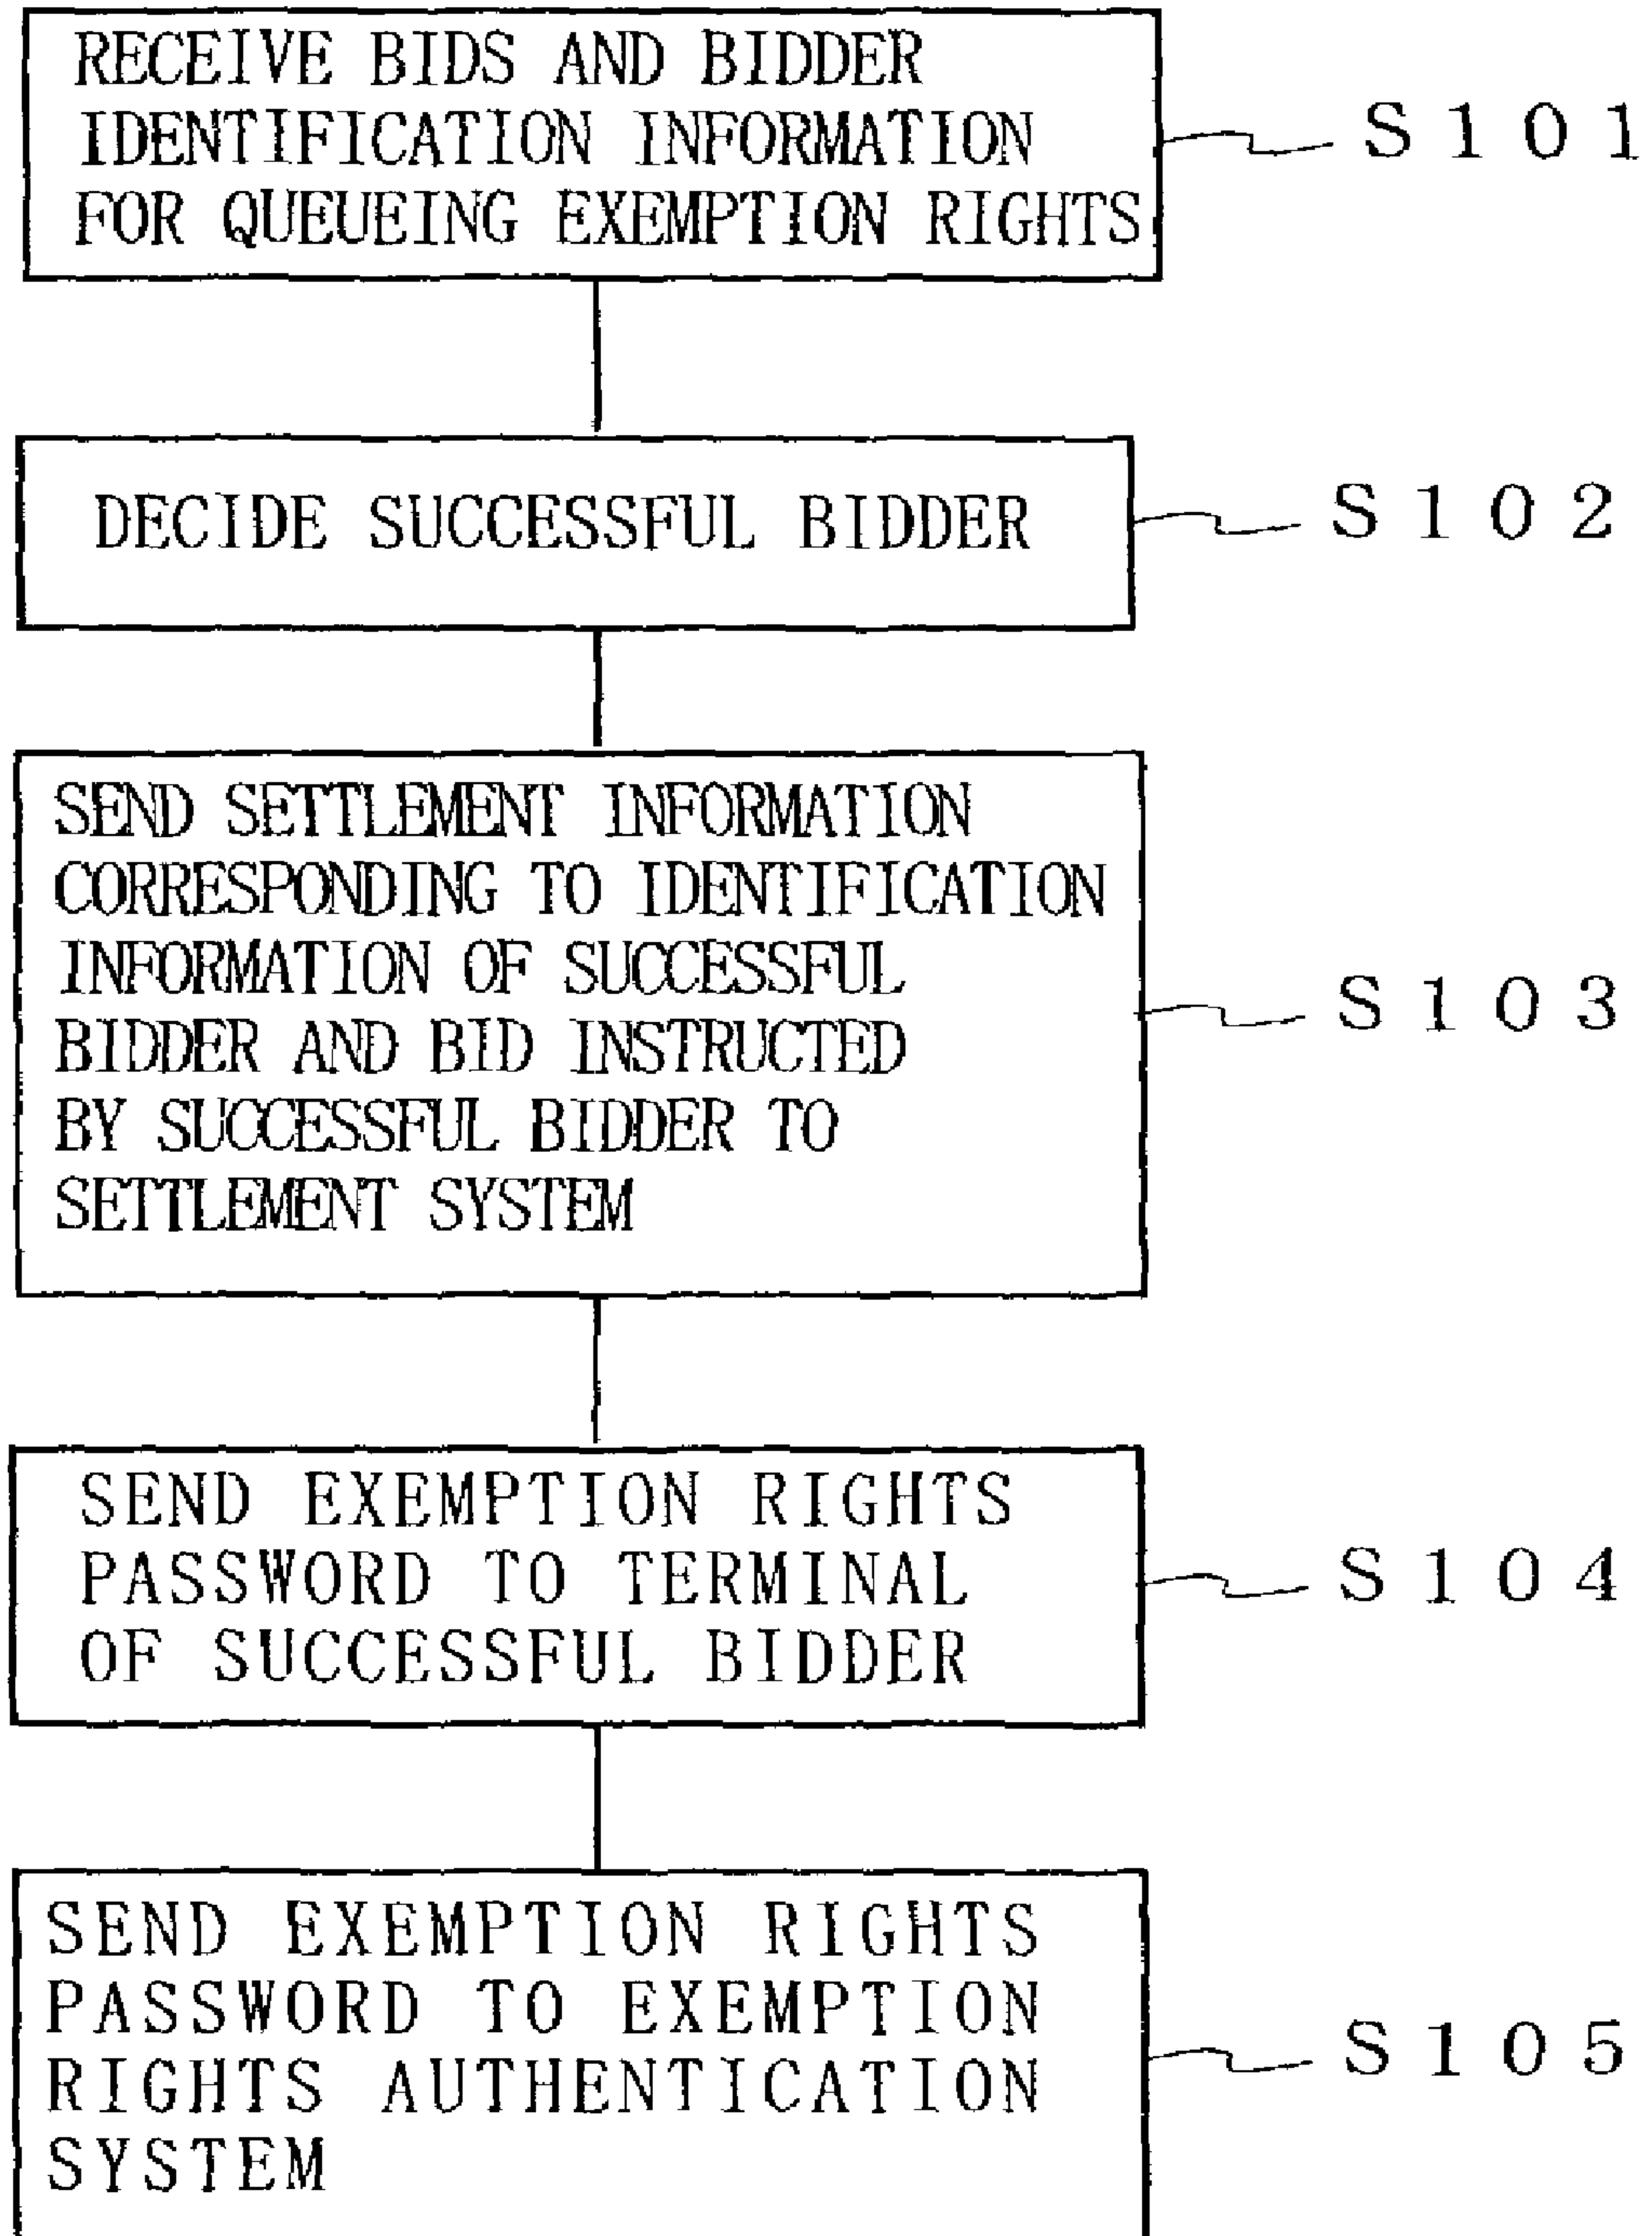 RECEIVE BIDS AND BIDDER
IDENTIFICATION INFORMATION
FOR QUEUEING EXEMPTION RIGHTS
S101
DECIDE SUCCESSFUL BIDDER
S102
SEND SETTLEMENT INFORMATION
CORRESPONDING TO IDENTIFICATION
INFORMATION OF SUCCESSFUL
BIDDER AND BID INSTRUCTED
BY SUCCESSFUL BIDDER TO
SETTLEMENT SYSTEM
S103
SEND EXEMPTION RIGHTS
PASSWORD TO TERMINAL
OF SUCCESSFUL BIDDER
S104
SEND EXEMPTION RIGHTS
PASSWORD TO EXEMPTION
RIGHTS AUTHENTICATION
SYSTEM
S105